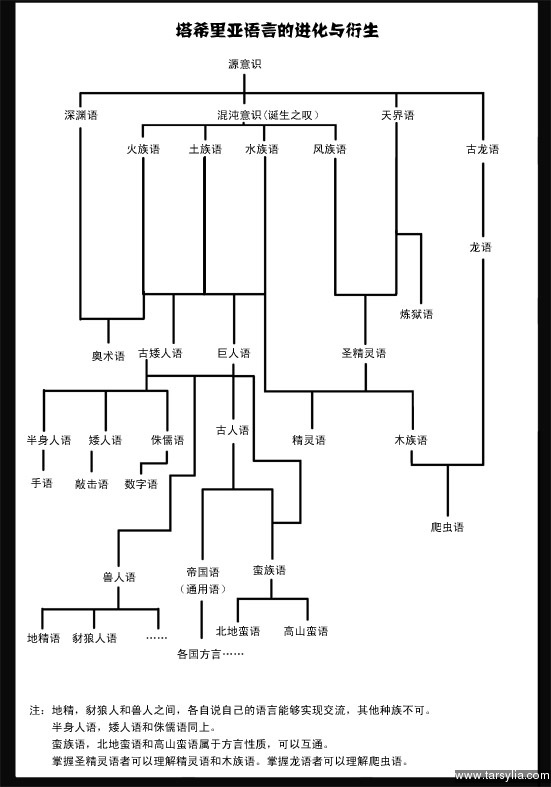 塔希里亚语言的进化与衍生
源意识
深渊语 混沌意识(诞生之叹) 天界语
火族语 土族语 水族语 风族语 古龙语
龙语
炼狱语
奥术语 古矮人语 巨人语 圣精灵语
古人语
半身人语 矮人语 侏儒语 精灵语 木族语
手语 敲击语 数字语
爬虫语
兽人语 帝国语 蛮族语
(通用语)
地精语 豺狼人语 …… 北地蛮语 高山蛮语
各国方言……
注：地精，豺狼人和兽人之间，各自说自己的语言能够实现交流，其他种族不可。
半身人语，矮人语和侏儒语同上。
蛮族语，北地蛮语和高山蛮语属于方言性质，可以互通。
掌握圣精灵语者可以理解精灵语和木族语。掌握龙语者可以理解爬虫语。
www.tarsylia.com